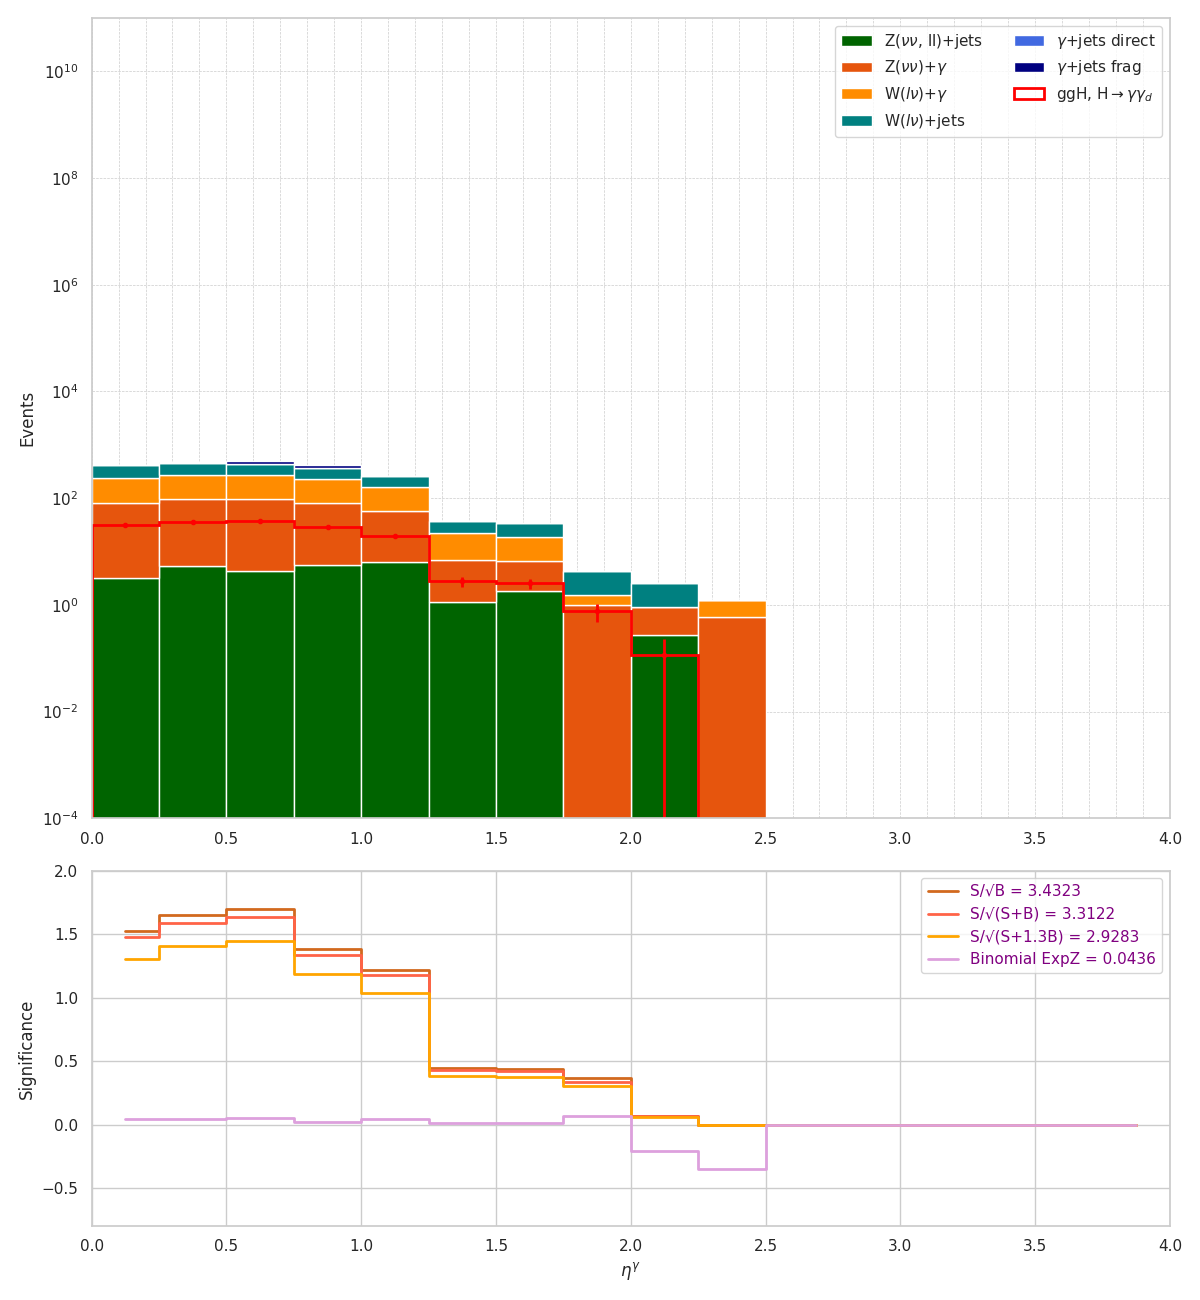 Z(νν, ll)+jets
Z(νν)+γ
W(lν)+γ
W(lν)+jets
γ+jets direct
γ+jets frag
ggH, H→γγ_d
10^10
10^8
10^6
10^4
10^2
10^0
10^−2
10^−4
Events
0.0 0.5 1.0 1.5 2.0 2.5 3.0 3.5 4.0
S/√B = 3.4323
S/√(S+B) = 3.3122
S/√(S+1.3B) = 2.9283
Binomial ExpZ = 0.0436
2.0
1.5
1.0
0.5
0.0
−0.5
Significance
0.0 0.5 1.0 1.5 2.0 2.5 3.0 3.5 4.0
η^γ